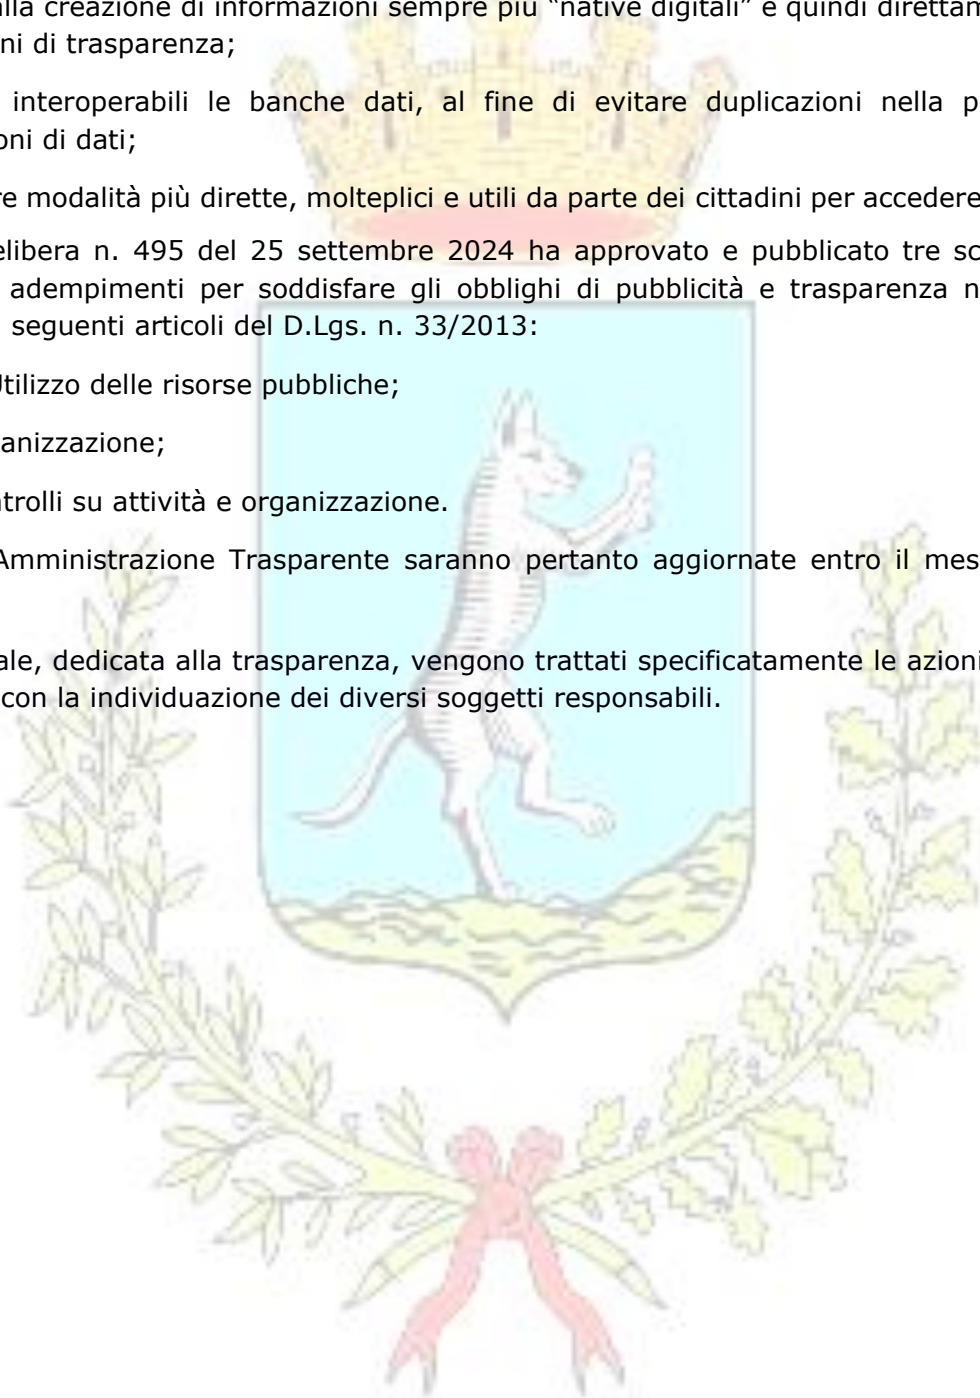 alla creazione di informazioni sempre più “native digitali” e quindi direttam
ni di trasparenza;
interoperabili le banche dati, al fine di evitare duplicazioni nella p
oni di dati;
re modalità più dirette, molteplici e utili da parte dei cittadini per accedere
elibera n. 495 del 25 settembre 2024 ha approvato e pubblicato tre sc
adempimenti per soddisfare gli obblighi di pubblicità e trasparenza n
seguenti articoli del D.Lgs. n. 33/2013:
Utilizzo delle risorse pubbliche;
anizzazione;
trolli su attività e organizzazione.
Amministrazione Trasparente saranno pertanto aggiornate entro il mes
ale, dedicata alla trasparenza, vengono trattati specificatamente le azioni
con la individuazione dei diversi soggetti responsabili.